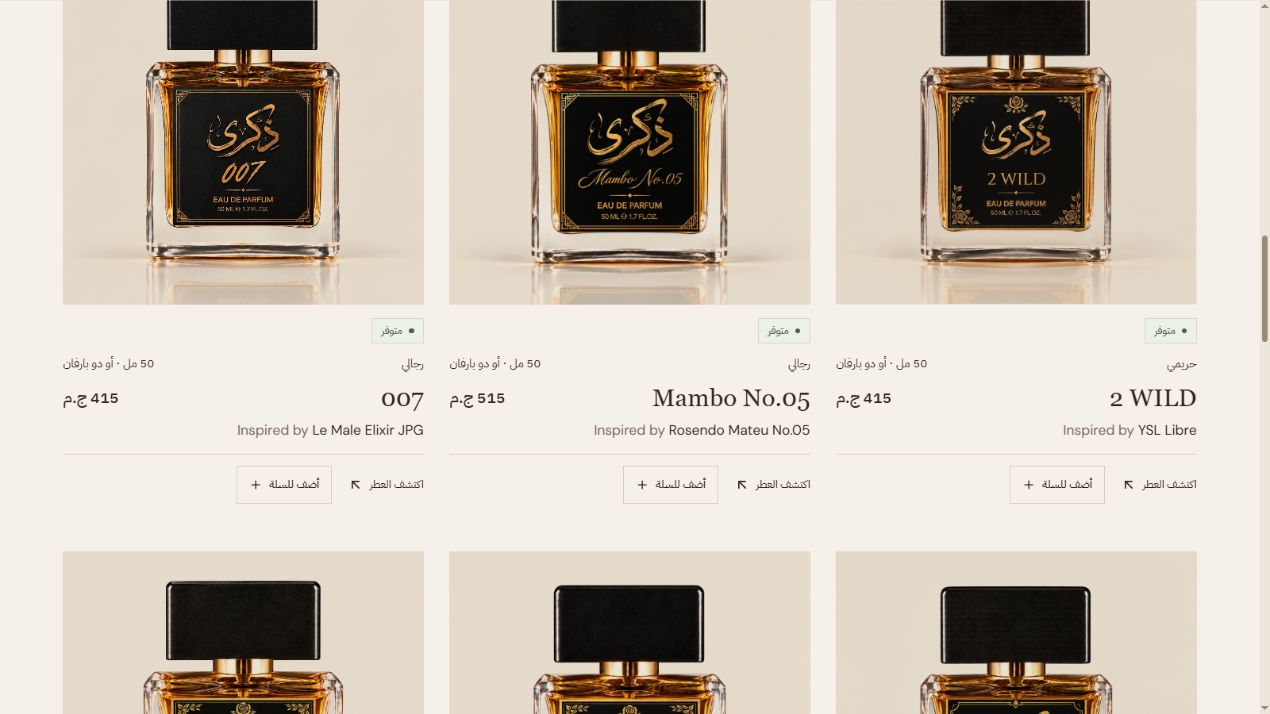 ذكرى
2 WILD
EAU DE PARFUM
50 ML ℮ 1.7 FL.OZ.
متوفر
حريمي
50 مل · أو دو بارفان
2 WILD
415 ج.م
Inspired by YSL Libre
اكتشف العطر
أضف للسلة +
ذكرى
Mambo No.05
EAU DE PARFUM
50 ML ℮ 1.7 FL.OZ.
متوفر
رجالي
50 مل · أو دو بارفان
Mambo No.05
515 ج.م
Inspired by Rosendo Mateu No.05
اكتشف العطر
أضف للسلة +
ذكرى
007
EAU DE PARFUM
50 ML ℮ 1.7 FL.OZ.
متوفر
رجالي
50 مل · أو دو بارفان
007
415 ج.م
Inspired by Le Male Elixir JPG
اكتشف العطر
أضف للسلة +